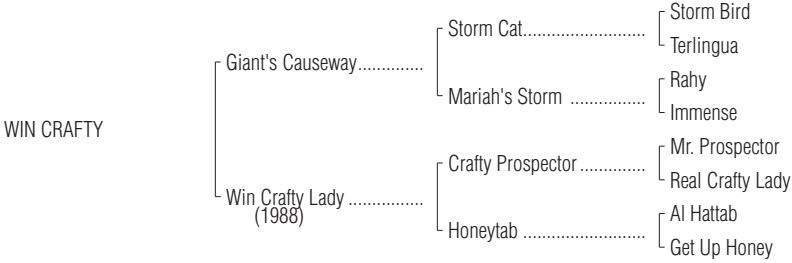 WIN CRAFTY
Giant's Causeway..............
Win Crafty Lady ................
(1988)
Storm Cat..........................
Mariah's Storm ................
Crafty Prospector ..............
Honeytab ..........................
Storm Bird
Terlingua
Rahy
Immense
Mr. Prospector
Real Crafty Lady
Al Hattab
Get Up Honey